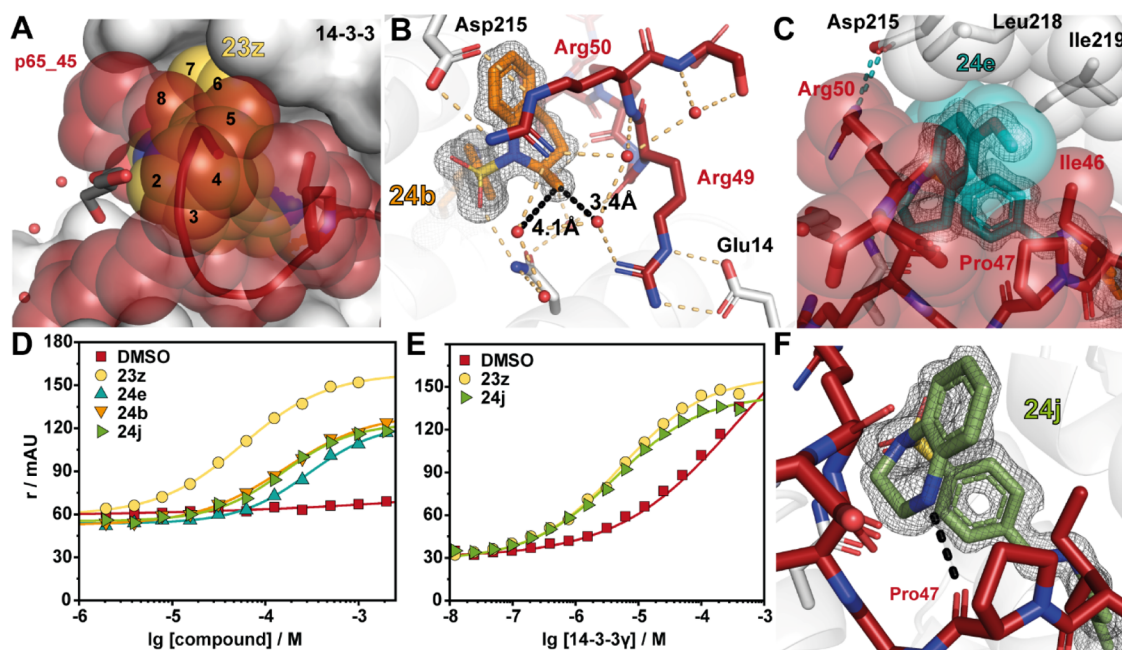 A
23z
14-3-3
p65_45
7
6
8
5
2
4
3
B
Asp215
Arg50
24b
Arg49
3.4Å
4.1Å
Glu14
C
Asp215
Leu218
24e
Ile219
Arg50
Ile46
Pro47
D
180
150
120
90
60
30
0
r / mAU
DMSO
23z
24e
24b
24j
-5
-4
-3
lg [compound] / M
E
180
150
120
90
60
30
0
DMSO
23z
24j
-8
-7
-6
-5
-4
-3
lg [14-3-3γ] / M
F
24j
Pro47